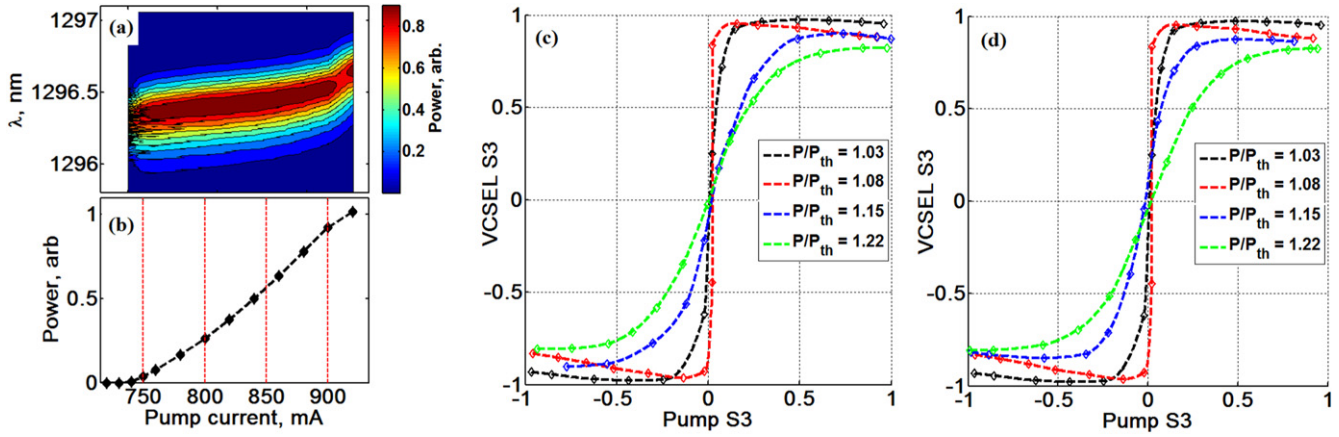 (a)
1297
1296.5
1296
λ, nm
0.8
0.6
0.4
0.2
Power, arb.
(b)
1
0.5
0
Power, arb
750
800
850
900
Pump current, mA
(c)
1
0.5
0
-0.5
-1
VCSEL S3
P/Pth = 1.03
P/Pth = 1.08
P/Pth = 1.15
P/Pth = 1.22
-1
-0.5
0
0.5
1
Pump S3
(d)
1
0.5
0
-0.5
-1
VCSEL S3
P/Pth = 1.03
P/Pth = 1.08
P/Pth = 1.15
P/Pth = 1.22
-1
-0.5
0
0.5
1
Pump S3